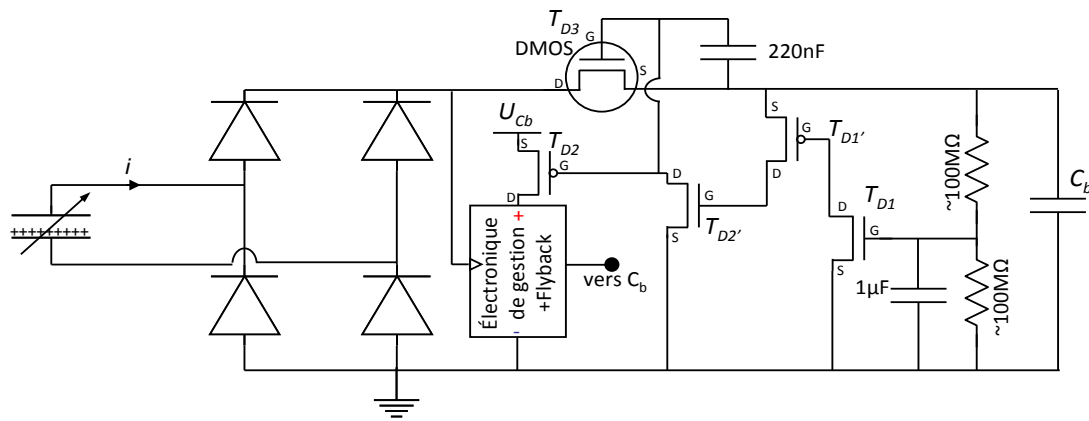 T_D3
DMOS
G
D
S
220nF
U_Cb
S
T_D2
G
D
S
G
T_D1'
D
i
++++++++++
D
G
S
T_D2'
D
T_D1
G
S
~100MΩ
C_b
Électronique
de gestion +
+Flyback
-
vers C_b
1µF
~100MΩ